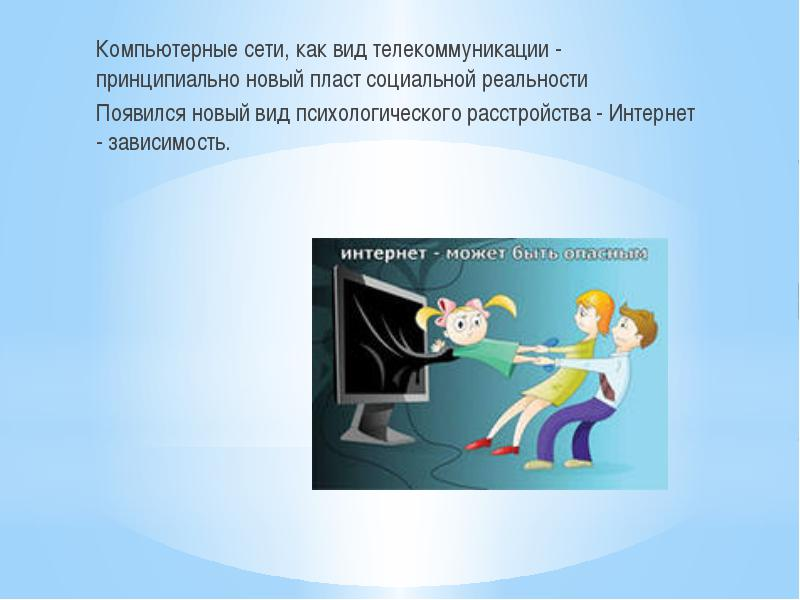 Компьютерные сети, как вид телекоммуникации -
принципиально новый пласт социальной реальности
Появился новый вид психологического расстройства - Интернет
- зависимость.
интернет - может быть опасным